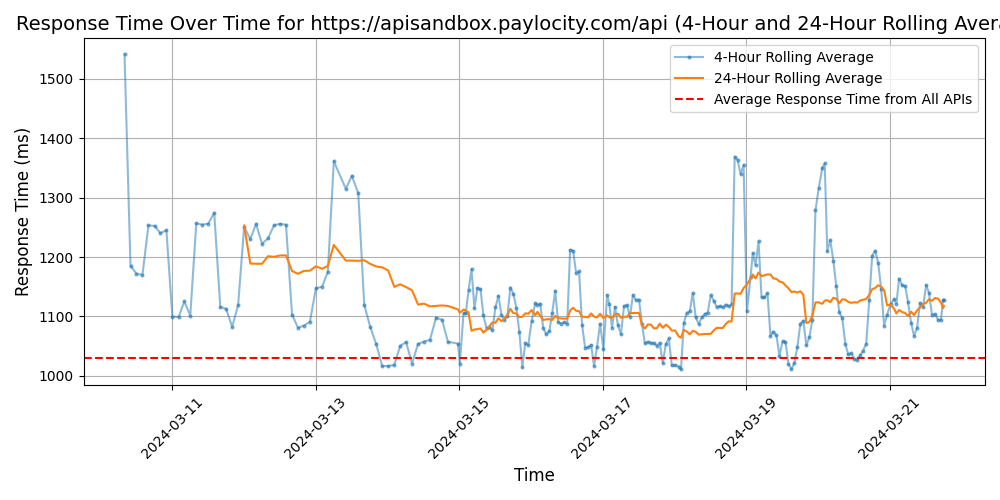 Response Time Over Time for https://apisandbox.paylocity.com/api (4-Hour and 24-Hour Rolling Avera
4-Hour Rolling Average
24-Hour Rolling Average
Average Response Time from All APIs
Response Time (ms)
1500
1400
1300
1200
1100
1000
2024-03-11
2024-03-13
2024-03-15
2024-03-17
2024-03-19
2024-03-21
Time